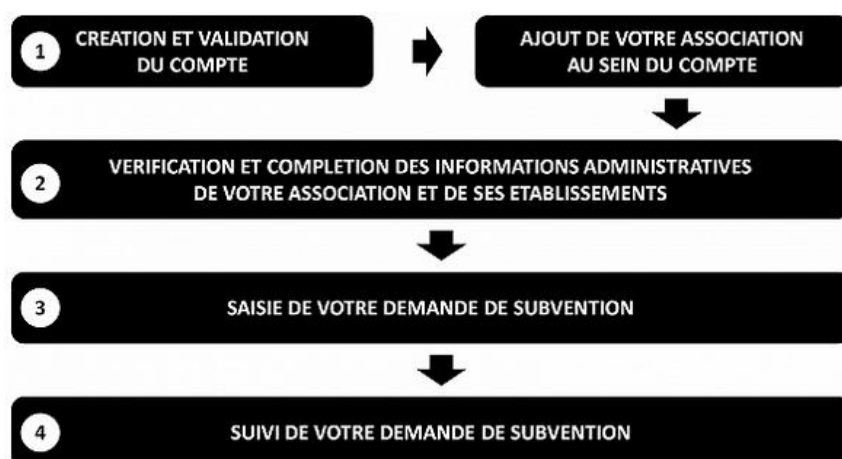 1
CREATION ET VALIDATION
DU COMPTE
AJOUT DE VOTRE ASSOCIATION
AU SEIN DU COMPTE
2
VERIFICATION ET COMPLETION DES INFORMATIONS ADMINISTRATIVES
DE VOTRE ASSOCIATION ET DE SES ETABLISSEMENTS
3
SAISIE DE VOTRE DEMANDE DE SUBVENTION
4
SUIVI DE VOTRE DEMANDE DE SUBVENTION